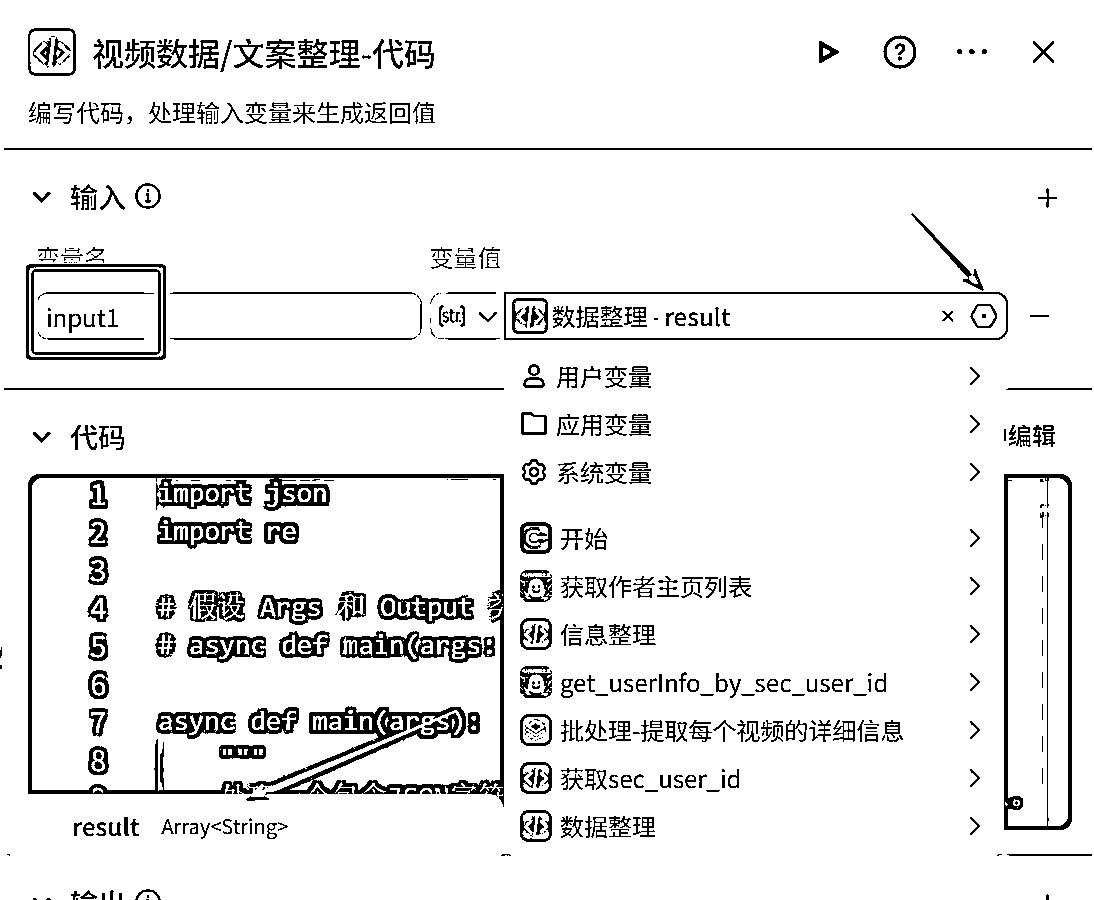 视频数据/文案整理-代码
编写代码，处理输入变量来生成返回值
输入
变量名
变量值
input1
[str]
数据整理 - result
用户变量
应用变量
系统变量
开始
获取作者主页列表
信息整理
get_userInfo_by_sec_user_id
批处理-提取每个视频的详细信息
获取sec_user_id
数据整理
代码
编辑
1 import json
2 import re
3
4 # 假设 Args 和 Output
5 # async def main(args:
6
7 async def main(args):
8 """
result Array<String>
输出